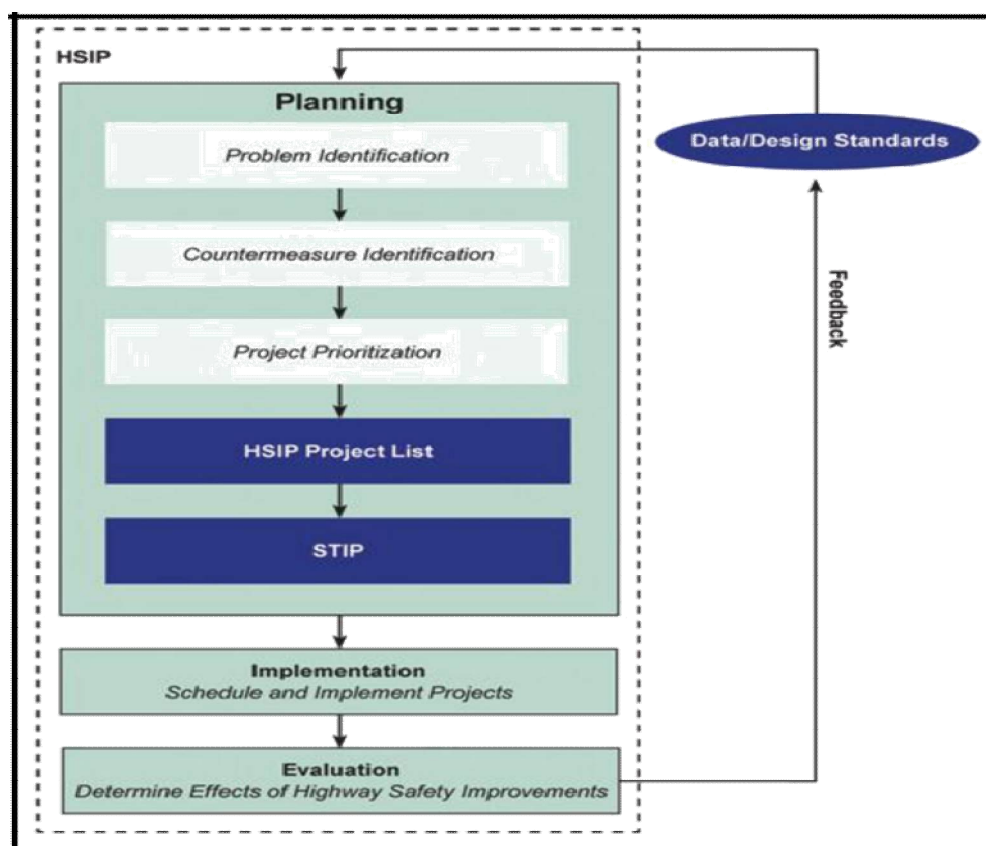 HSIP
Planning
Problem Identification
Countermeasure Identification
Project Prioritization
HSIP Project List
STIP
Implementation
Schedule and Implement Projects
Evaluation
Determine Effects of Highway Safety Improvements
Data/Design Standards
Feedback